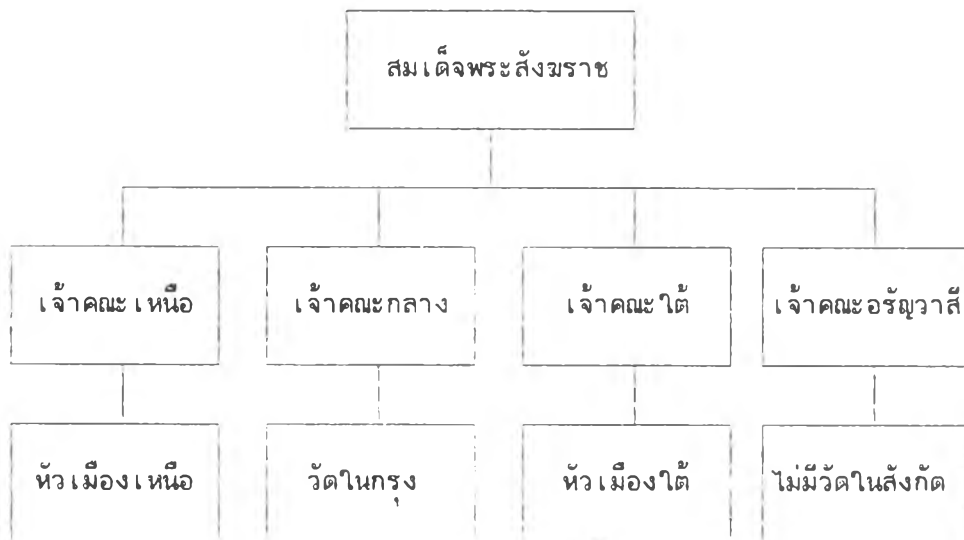 สมเด็จพระสังฆราช
เจ้าคณะเหนือ
เจ้าคณะกลาง
เจ้าคณะใต้
เจ้าคณะอรัญวาสี
หัวเมืองเหนือ
วัดในกรุง
หัวเมืองใต้
ไม่มีวัดในสังกัด